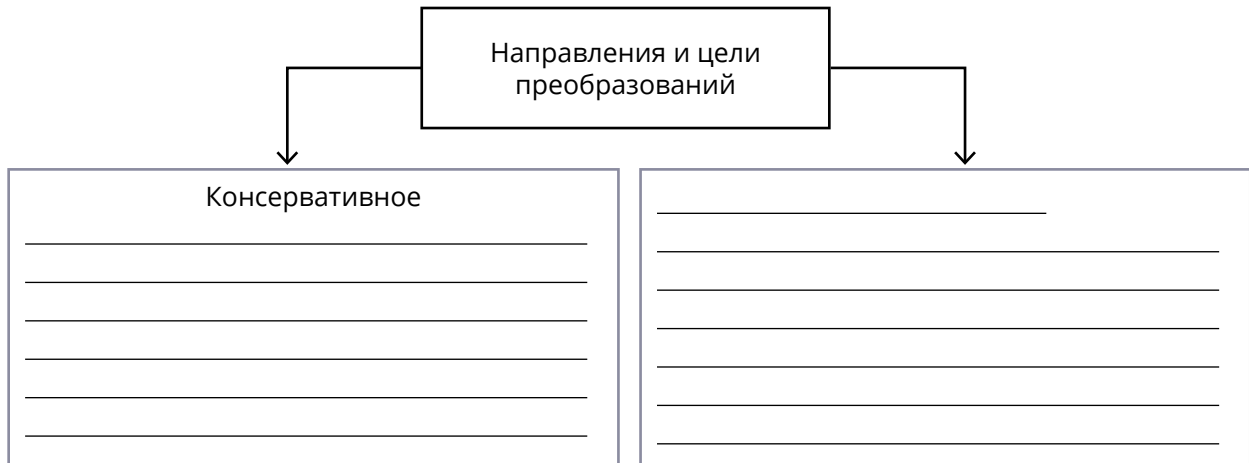 Направления и цели
преобразований
Консервативное